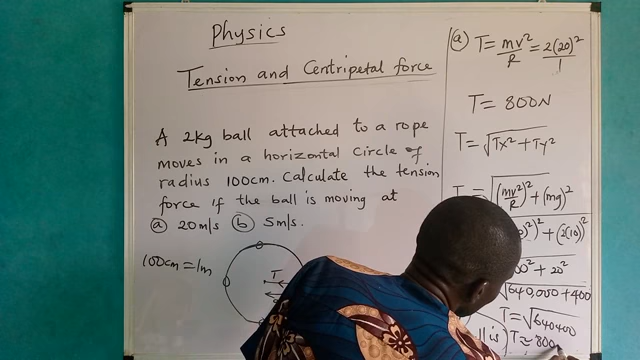 Physics
Tension and Centripetal force
A 2kg ball attached to a rope
moves in a horizontal Circle of
radius 100cm. Calculate the tension
force if the ball is moving at
ⓐ 20m/s ⓑ 5m/s.
100cm = 1m
T
ⓐ T = mv²/R = 2(20)²/1
T = 800N
T = √Tx² + Ty²
T = √(mv²/R)² + (mg)²
)² + (2(10))²
00² + 20²
√640,000 + 400
T = √640400
T ≈ 800